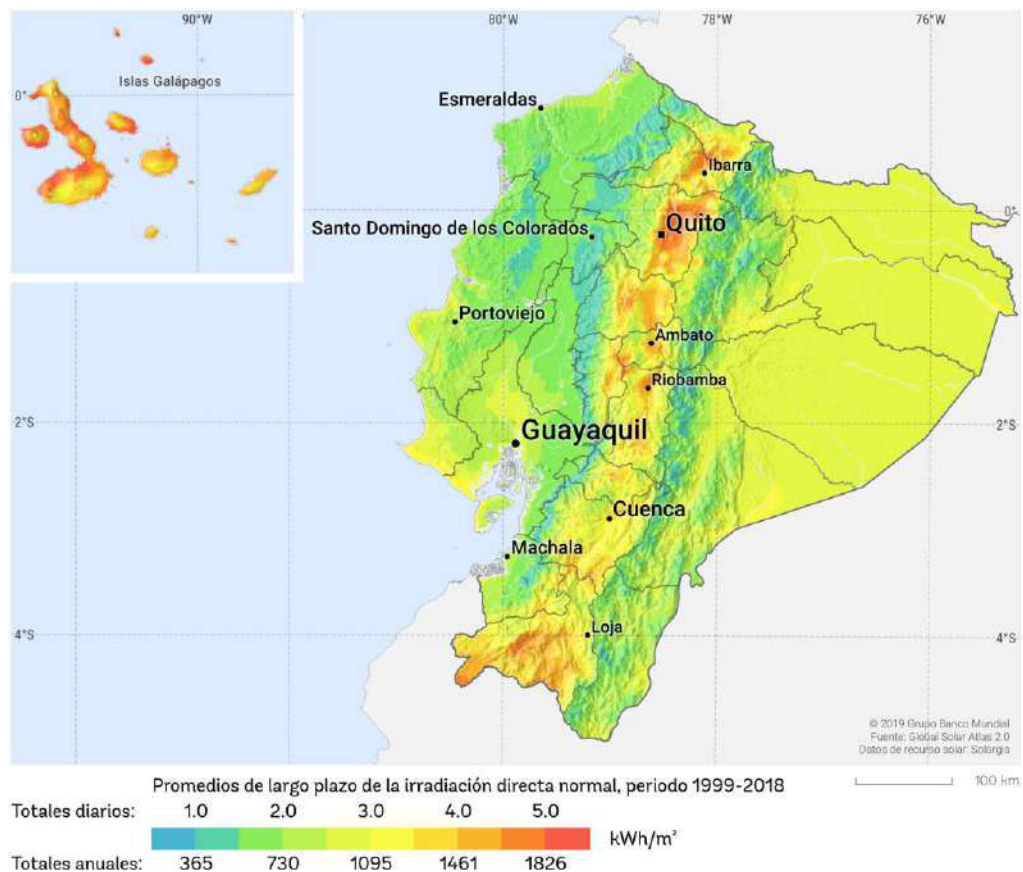 90°W
80°W
78°W
76°W
Islas Galápagos
0°
Esmeraldas
Ibarra
0°
Quito
Santo Domingo de los Colorados
Portoviejo
Ambato
Riobamba
2°S
2°S
Guayaquil
Cuenca
Machala
Loja
4°S
4°S
© 2019 Grupo Banco Mundial
Fuente: Global Solar Atlas 2.0
Datos de recurso solar: Solargis
Promedios de largo plazo de la irradiación directa normal, periodo 1999-2018
100 km
Totales diarios: 1.0 2.0 3.0 4.0 5.0
kWh/m²
Totales anuales: 365 730 1095 1461 1826